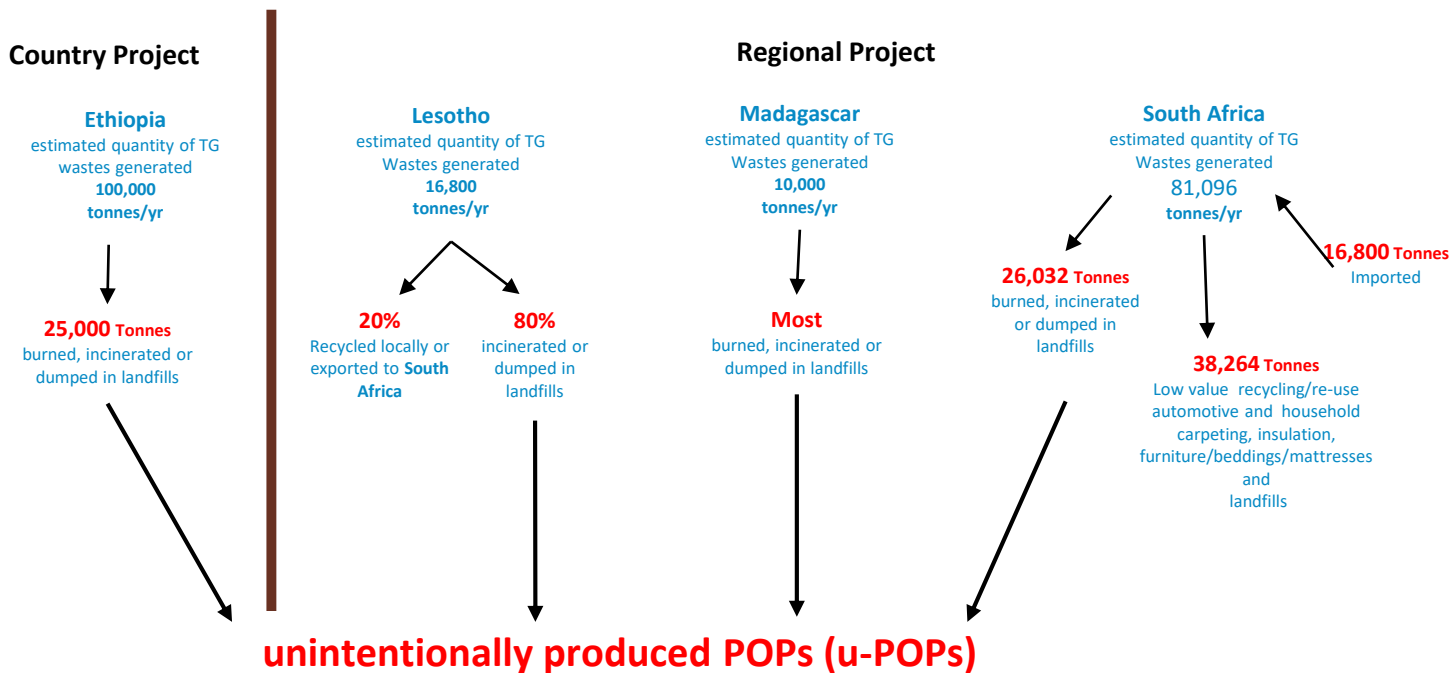 Country Project
Regional Project
Ethiopia
estimated quantity of TG
wastes generated
100,000
tonnes/yr
25,000 Tonnes
burned, incinerated or
dumped in landfills
Lesotho
estimated quantity of TG
Wastes generated
16,800
tonnes/yr
20%
Recycled locally or
exported to South
Africa
80%
incinerated or
dumped in
landfills
Madagascar
estimated quantity of TG
Wastes generated
10,000
tonnes/yr
Most
burned, incinerated or
dumped in landfills
South Africa
estimated quantity of TG
Wastes generated
81,096
tonnes/yr
26,032 Tonnes
burned, incinerated
or dumped in
landfills
16,800 Tonnes
Imported
38,264 Tonnes
Low value recycling/re-use
automotive and household
carpeting, insulation,
furniture/beddings/mattresses
and
landfills
unintentionally produced POPs (u-POPs)